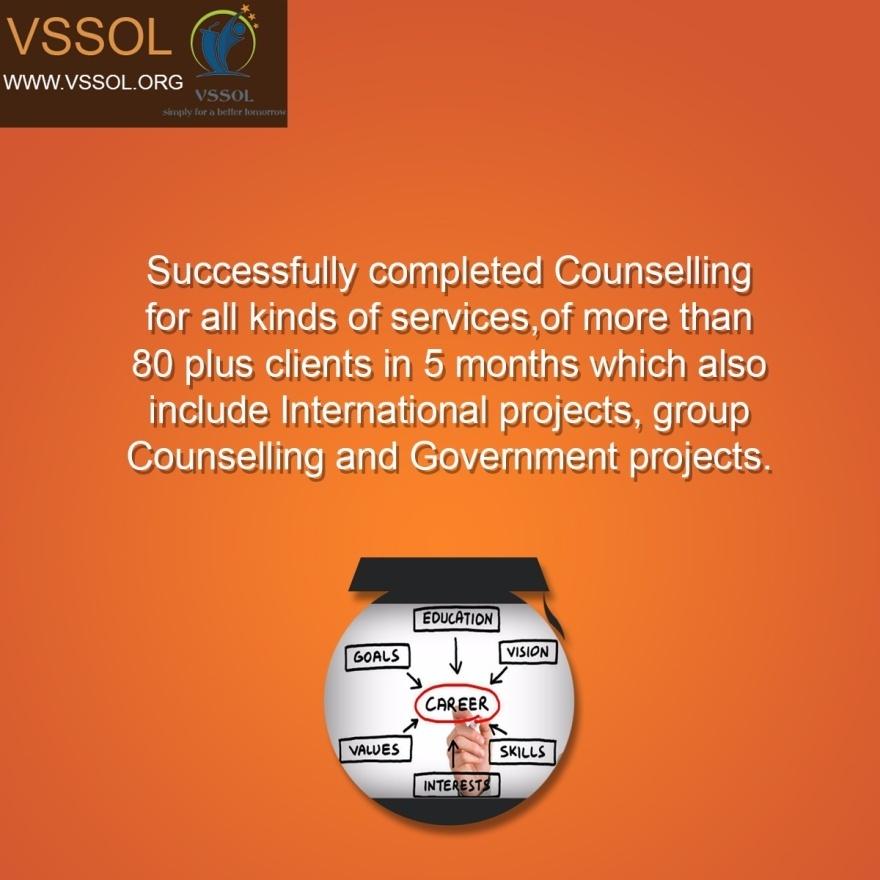 VSSOL
WWW.VSSOL.ORG
VSSOL
simply for a better tomorrow
Successfully completed Counselling
for all kinds of services,of more than
80 plus clients in 5 months which also
include International projects, group
Counselling and Government projects.
EDUCATION
GOALS
VISION
CAREER
VALUES
SKILLS
INTERESTS